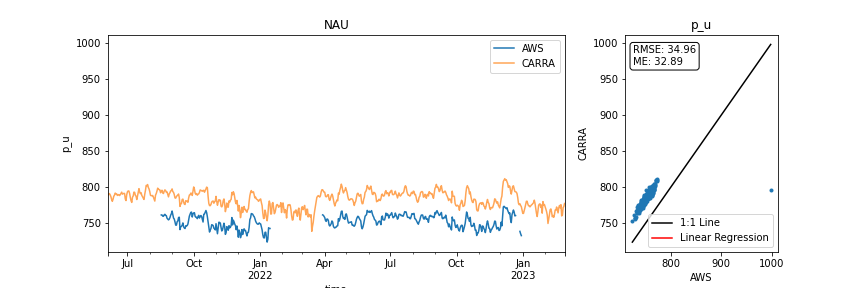 NAU
p_u
1000
950
900
850
800
750
p_u
AWS
CARRA
Jul
Oct
Jan
2022
Apr
Jul
Oct
Jan
2023
time
1000
950
900
850
800
750
CARRA
RMSE: 34.96
ME: 32.89
1:1 Line
Linear Regression
800
900
1000
AWS